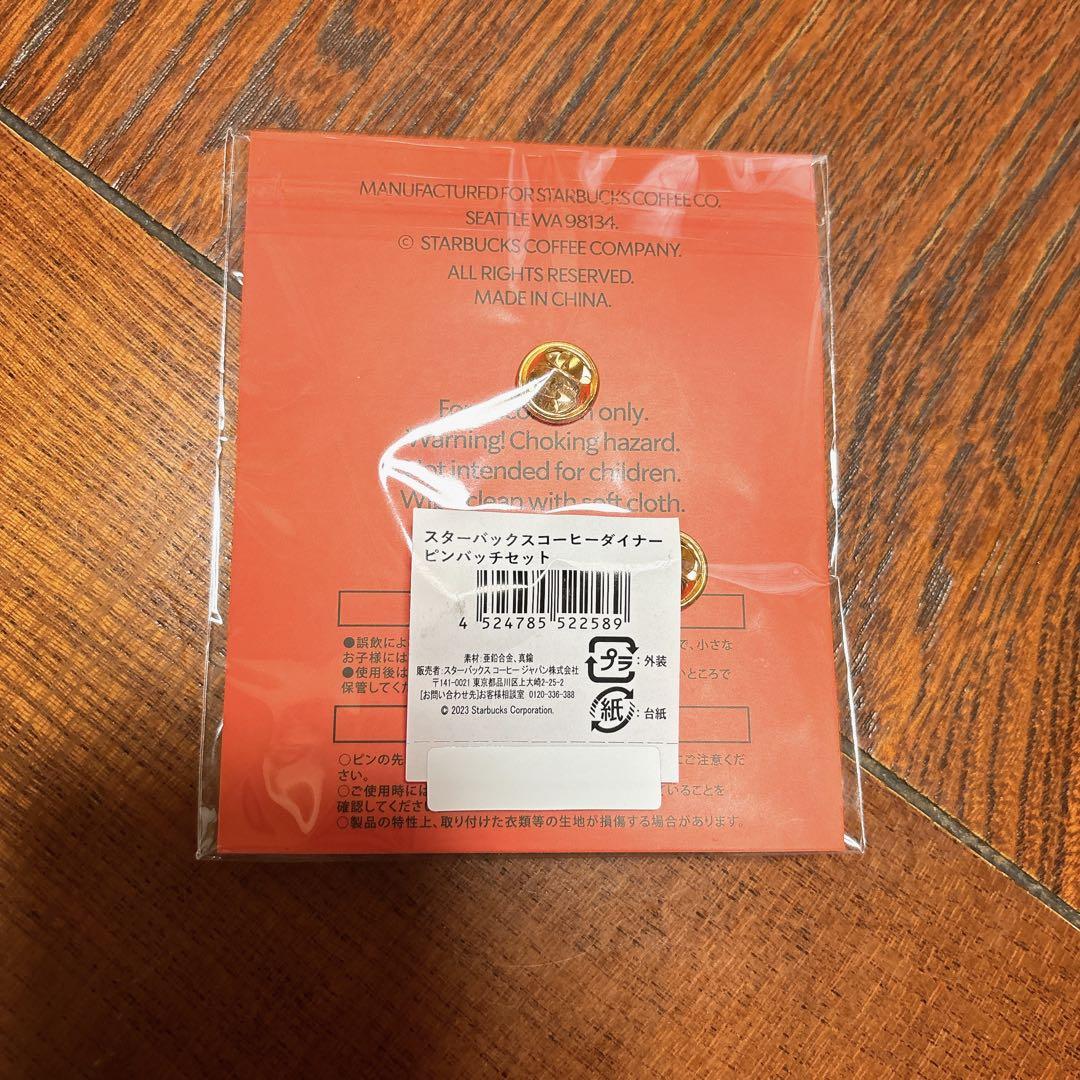 MANUFACTURED FOR STARBUCKS COFFEE CO.
SEATTLE WA 98134.
© STARBUCKS COFFEE COMPANY.
ALL RIGHTS RESERVED.
MADE IN CHINA.
only.
Warning! Choking hazard.
Not intended for children.
clean with soft cloth.
スターバックスコーヒーダイナー
ピンバッチセット
4 524785 522589
素材:亜鉛合金、真鍮
販売者:スターバックス コーヒー ジャパン株式会社
〒141-0021 東京都品川区上大崎2-25-2
[お問い合わせ先]お客様相談室 0120-336-388
© 2023 Starbucks Corporation.
プラ :外装
紙 :台紙
●誤飲によ で、小さな
お子様には
●使用後は いところで
保管してくだ
○ピンの先 にご注意くだ
さい。
○ご使用時には ていることを
確認してください
○製品の特性上、取り付けた衣類等の生地が損傷する場合があります。